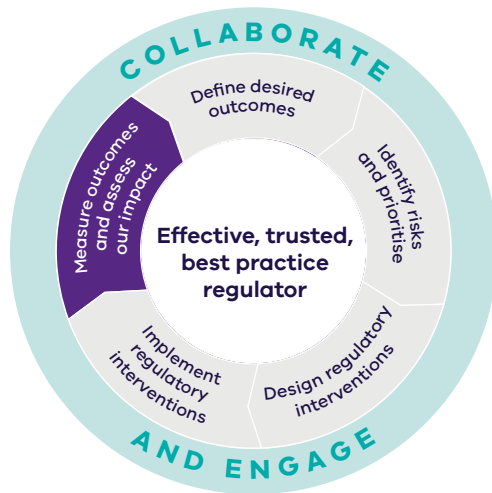 COLLABORATE
Define desired
outcomes
Identify risks
and prioritise
Design regulatory
interventions
Implement
regulatory
interventions
Measure outcomes
and assess
our impact
Effective, trusted,
best practice
regulator
AND ENGAGE